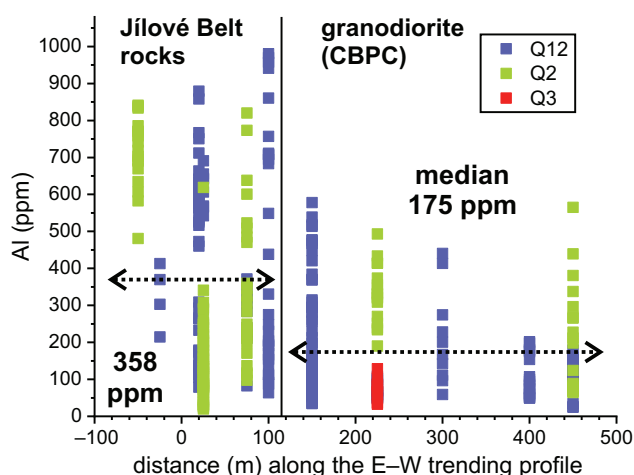 Jílové Belt
rocks
granodiorite
(CBPC)
Q12
Q2
Q3
median
175 ppm
358
ppm
Al (ppm)
1000
900
800
700
600
500
400
300
200
100
0
–100 0 100 200 300 400 500
distance (m) along the E–W trending profile